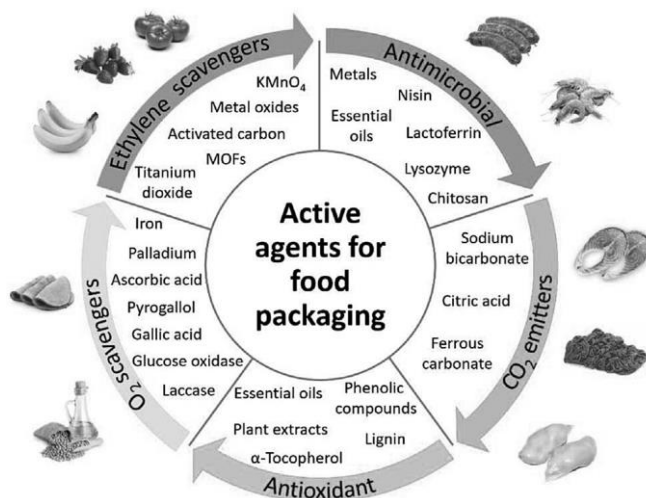 Ethylene scavengers
KMnO₄
Metal oxides
Activated carbon
MOFs
Titanium
dioxide
Antimicrobial
Metals
Nisin
Essential
oils
Lactoferrin
Lysozyme
Chitosan
CO₂ emitters
Sodium
bicarbonate
Citric acid
Ferrous
carbonate
Antioxidant
Essential oils
Phenolic
compounds
Plant extracts
Lignin
α-Tocopherol
O₂ scavengers
Iron
Palladium
Ascorbic acid
Pyrogallol
Gallic acid
Glucose oxidase
Laccase
Active
agents for
food
packaging